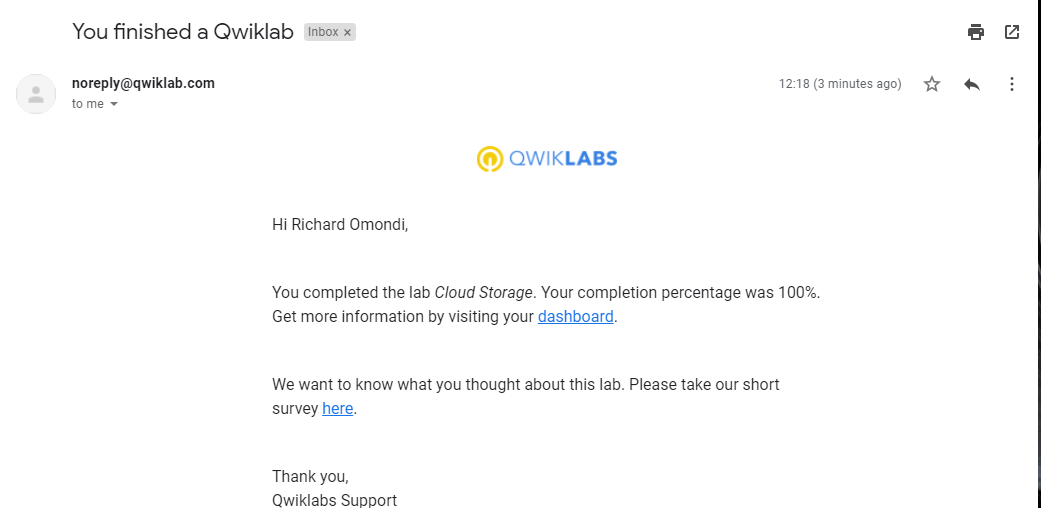 You finished a Qwiklab Inbox ×
noreply@qwiklab.com 12:18 (3 minutes ago)
to me
QWIKLABS
Hi Richard Omondi,
You completed the lab Cloud Storage. Your completion percentage was 100%.
Get more information by visiting your dashboard.
We want to know what you thought about this lab. Please take our short
survey here.
Thank you,
Qwiklabs Support